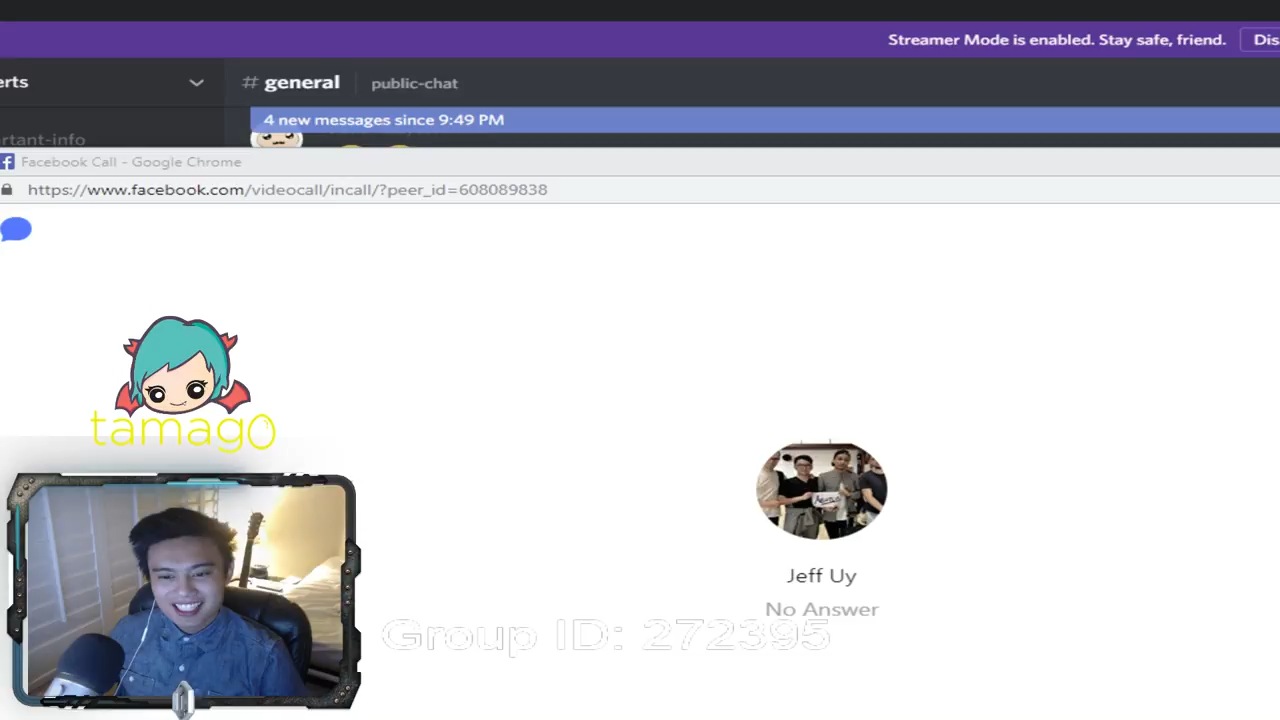 Streamer Mode is enabled. Stay safe, friend.
Dis
erts
# general
public-chat
4 new messages since 9:49 PM
rtant-info
Facebook Call - Google Chrome
https://www.facebook.com/videocall/incall/?peer_id=608089838
tamago
Jeff Uy
No Answer
Group ID: 272395